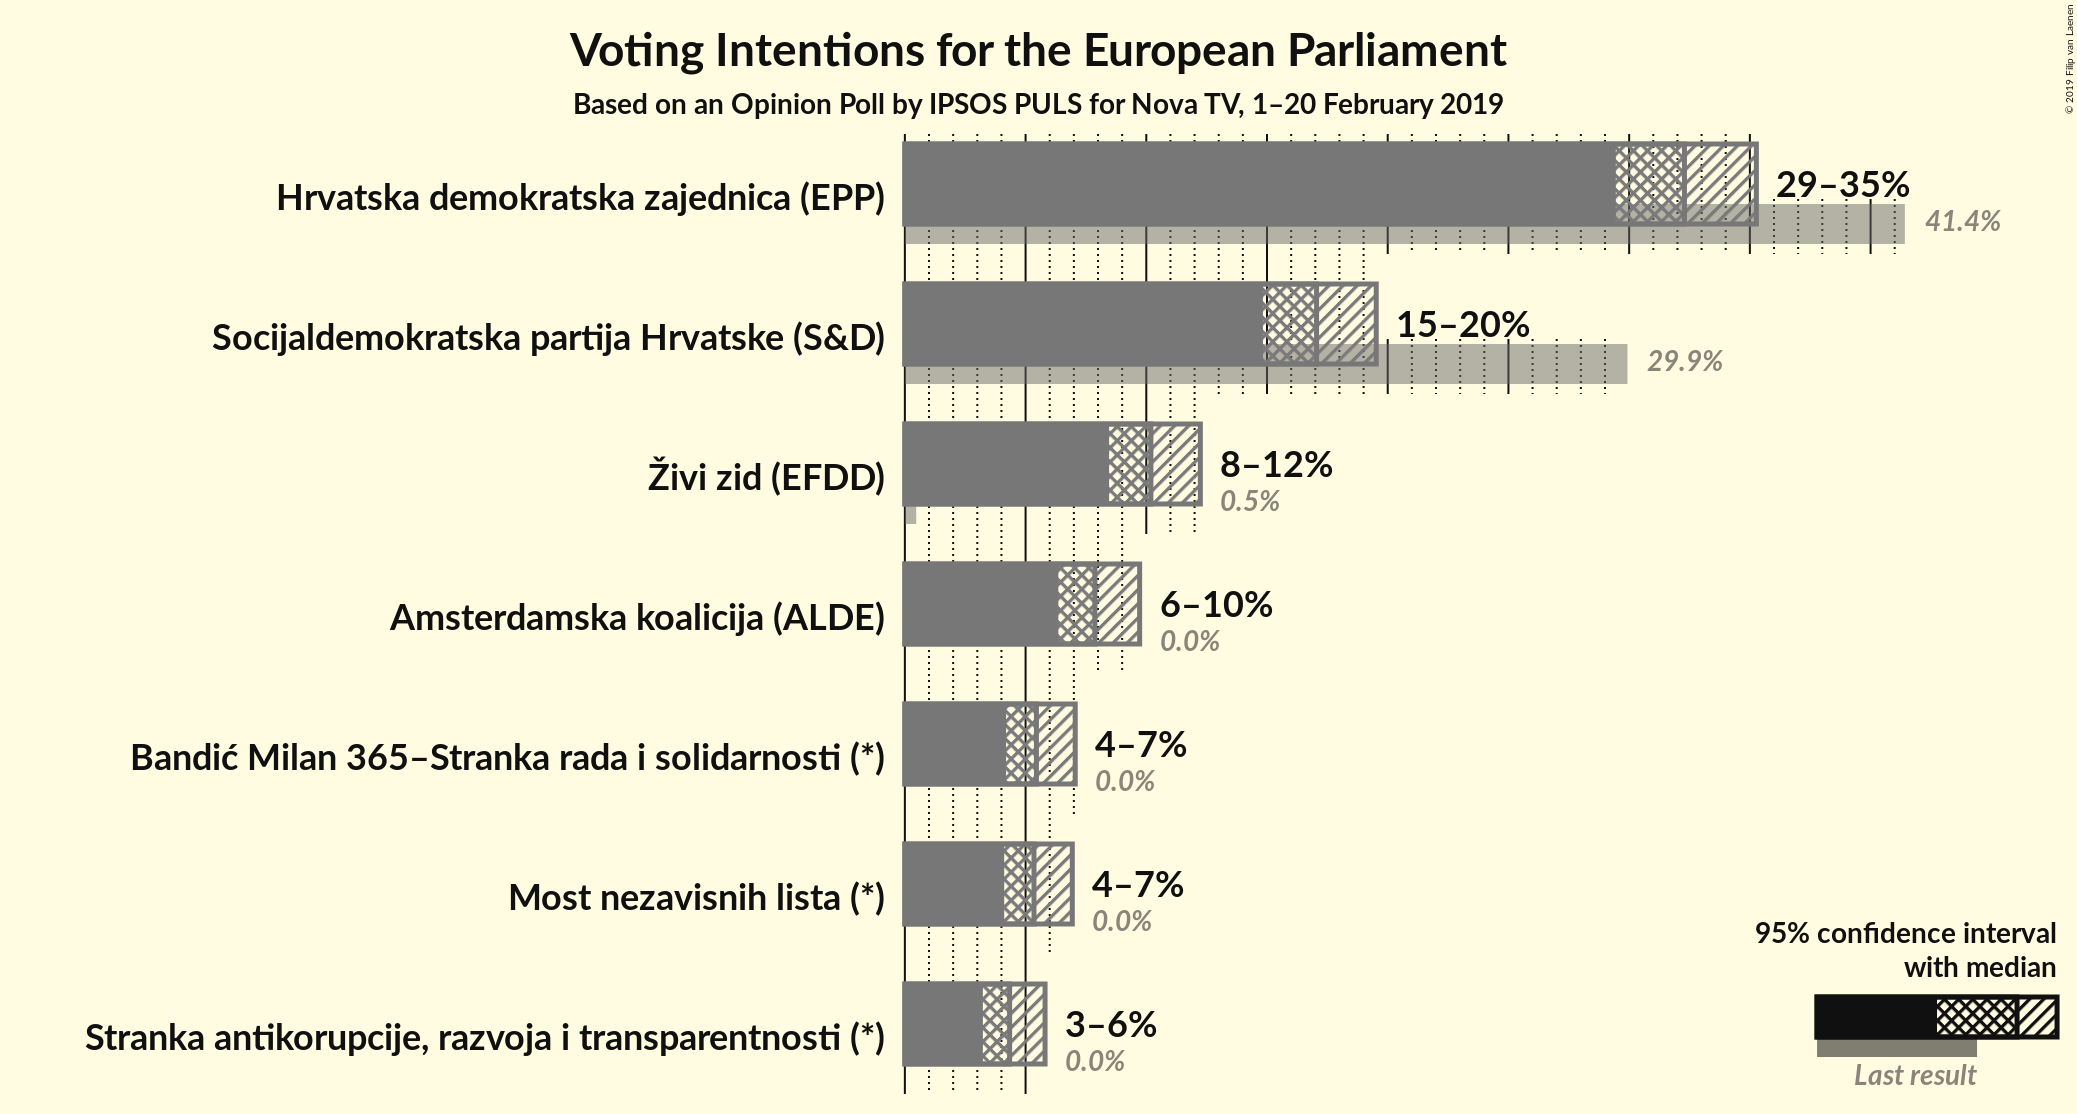 Voting Intentions for the European Parliament
Based on an Opinion Poll by IPSOS PULS for Nova TV, 1–20 February 2019
© 2019 Filip van Laenen
Hrvatska demokratska zajednica (EPP)
29–35%
41.4%
Socijaldemokratska partija Hrvatske (S&D)
15–20%
29.9%
Živi zid (EFDD)
8–12%
0.5%
Amsterdamska koalicija (ALDE)
6–10%
0.0%
Bandić Milan 365–Stranka rada i solidarnosti (*)
4–7%
0.0%
Most nezavisnih lista (*)
4–7%
0.0%
Stranka antikorupcije, razvoja i transparentnosti (*)
3–6%
0.0%
95% confidence interval
with median
Last result